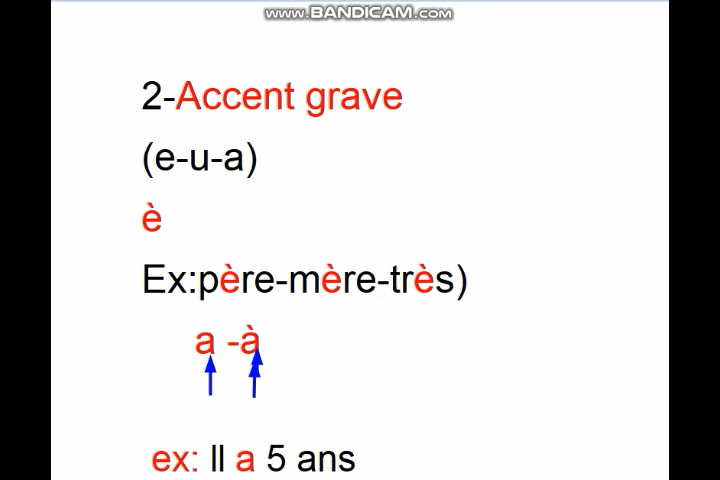 www.BANDICAM.com
2-Accent grave
(e-u-a)
è
Ex:père-mère-très)
a -à
ex: Il a 5 ans